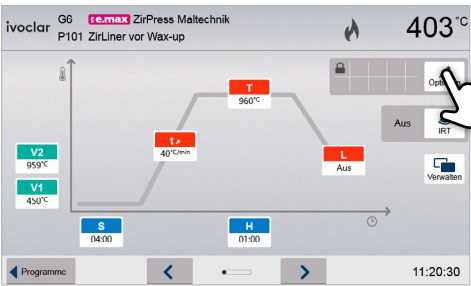 ivoclar
G6 IPS e.max ZirPress Maltechnik
P101 ZirLiner vor Wax-up
403°C
T
960°C
t↗
40°C/min
Aus
IRT
V2
959°C
V1
450°C
L
Aus
Verwalten
S
04:00
H
01:00
Programme
11:20:30